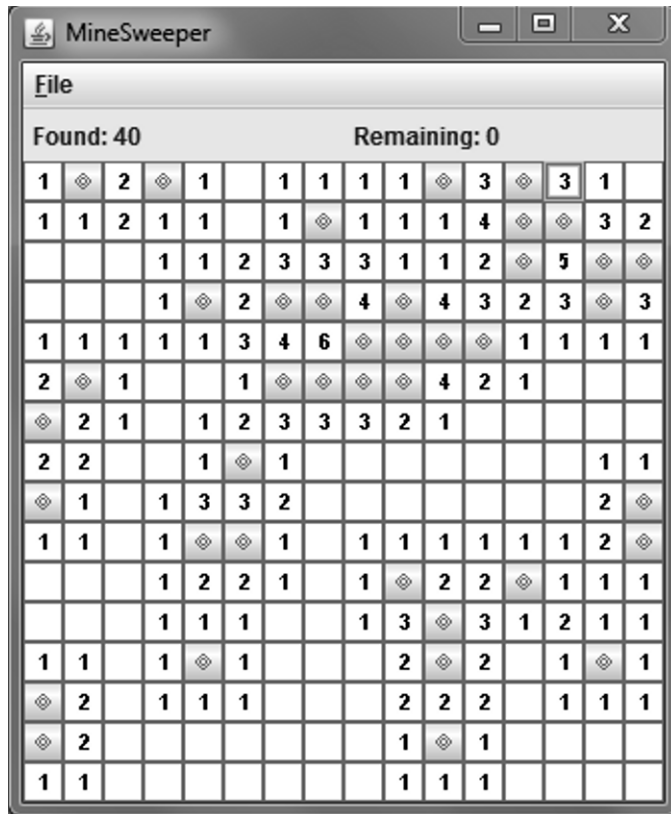 MineSweeper
File
Found: 40 Remaining: 0
1 2 1 1 1 1 1 3 3 1
1 1 2 1 1 1 1 1 1 4 3 2
1 1 2 3 3 3 1 1 2 5
1 2 4 4 3 2 3 3
1 1 1 1 1 3 4 6 1 1 1 1
2 1 1 4 2 1
2 1 1 2 3 3 3 2 1
2 2 1 1 1 1
1 1 3 3 2 2
1 1 1 1 1 1 1 1 1 1 2
1 2 2 1 1 2 2 1 1 1
1 1 1 1 3 3 1 2 1 1
1 1 1 1 2 2 1 1
2 1 1 1 2 2 2 1 1 1
2 1 1
1 1 1 1 1